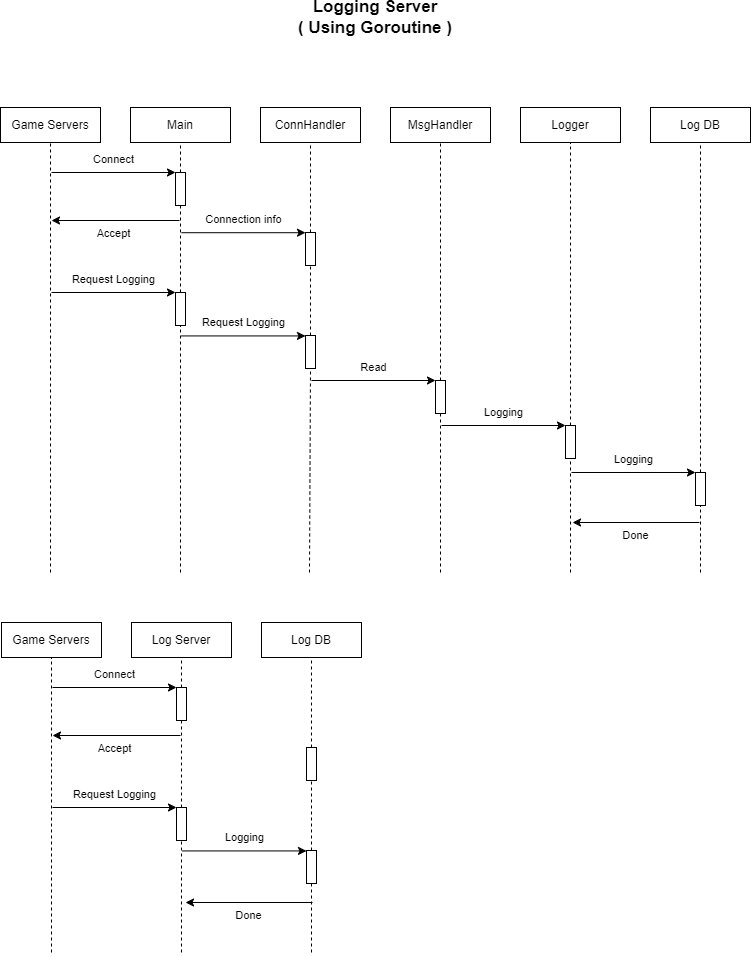 Logging Server
( Using Goroutine )
Game Servers
Main
ConnHandler
MsgHandler
Logger
Log DB
Connect
Accept
Connection info
Request Logging
Request Logging
Read
Logging
Logging
Done
Game Servers
Log Server
Log DB
Connect
Accept
Request Logging
Logging
Done